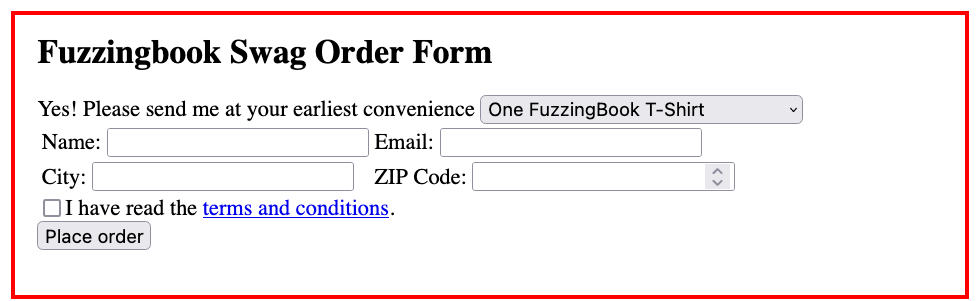 Fuzzingbook Swag Order Form
Yes! Please send me at your earliest convenience One FuzzingBook T-Shirt
Name: Email:
City: ZIP Code:
I have read the terms and conditions.
Place order